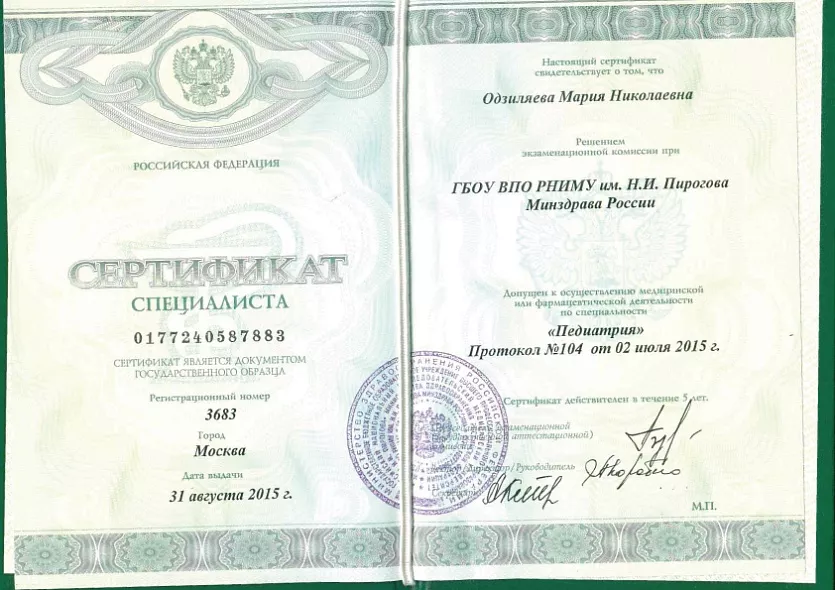 РОССИЙСКАЯ ФЕДЕРАЦИЯ
СЕРТИФИКАТ
СПЕЦИАЛИСТА
0177240587883
СЕРТИФИКАТ ЯВЛЯЕТСЯ ДОКУМЕНТОМ
ГОСУДАРСТВЕННОГО ОБРАЗЦА
Регистрационный номер
3683
Город
Москва
Дата выдачи
31 августа 2015 г.
Настоящий сертификат
свидетельствует о том, что
Одзиляева Мария Николаевна
Решением
экзаменационной комиссии при
ГБОУ ВПО РНИМУ им. Н.И. Пирогова
Минздрава России
Допущен к осуществлению медицинской
или фармацевтической деятельности
по специальности
«Педиатрия»
Протокол №104 от 02 июля 2015 г.
Сертификат действителен в течение 5 лет.
экзаменационной
аттестационной)
Руководитель
М.П.